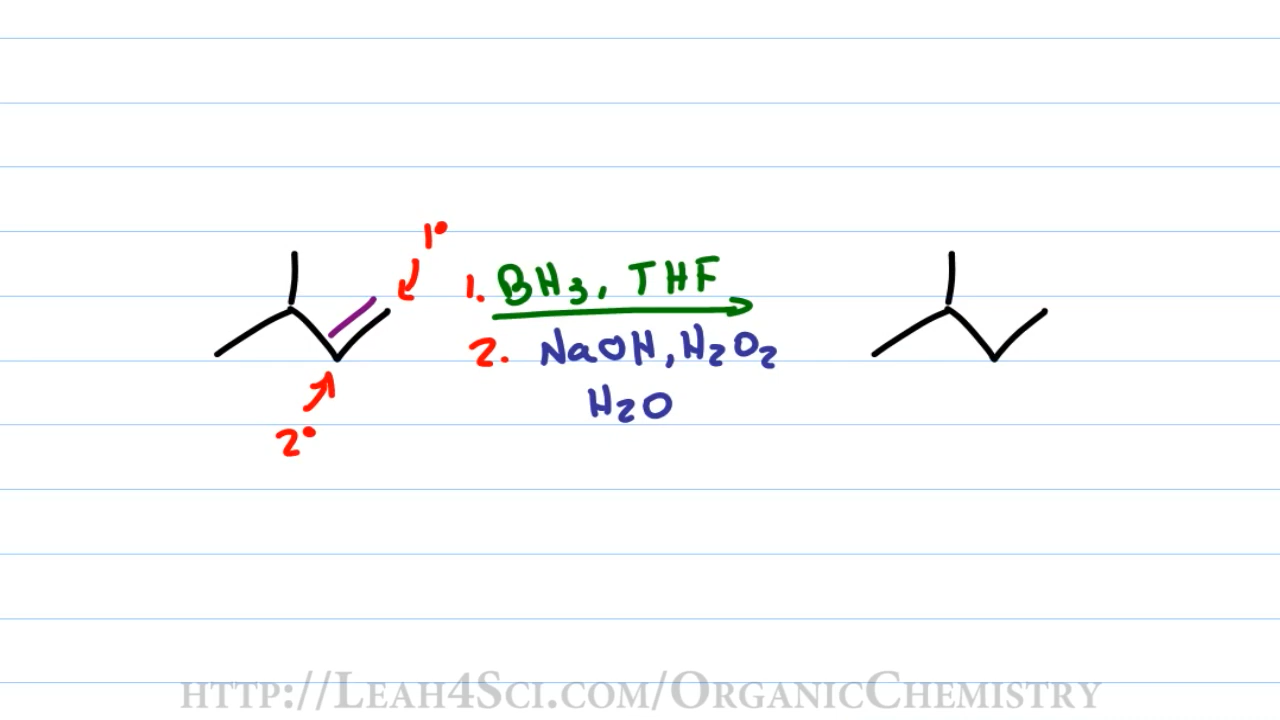 1°
1. BH3, THF
2. NaOH, H2O2
H2O
2°
HTTP://LEAH4SCI.COM/ORGANICCHEMISTRY